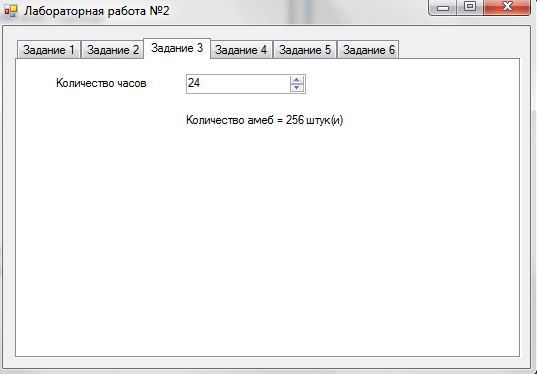 Лабораторная работа №2
Задание 1 Задание 2 Задание 3 Задание 4 Задание 5 Задание 6
Количество часов 24
Количество амеб = 256 штук(и)